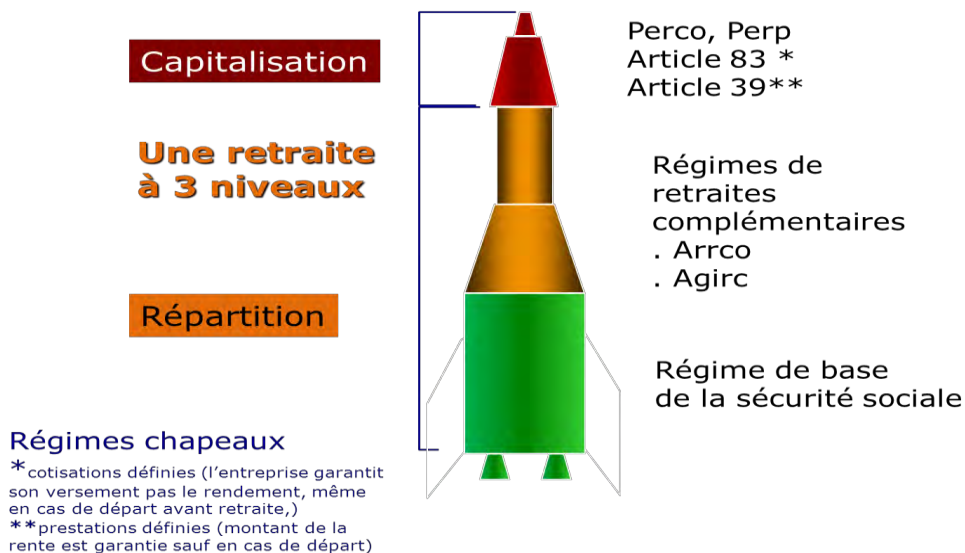 Capitalisation
Une retraite
à 3 niveaux
Répartition
Perco, Perp
Article 83 *
Article 39**
Régimes de
retraites
complémentaires
. Arrco
. Agirc
Régime de base
de la sécurité sociale
Régimes chapeaux
*cotisations définies (l'entreprise garantit
son versement pas le rendement, même
en cas de départ avant retraite,)
**prestations définies (montant de la
rente est garantie sauf en cas de départ)